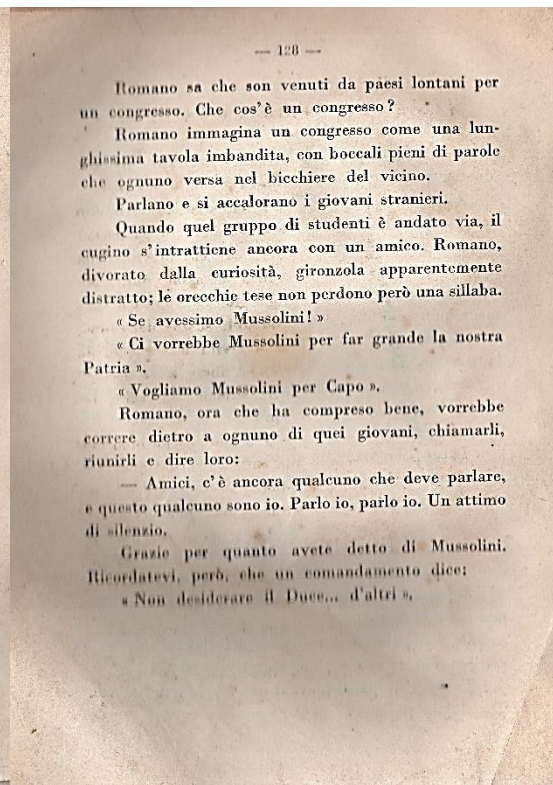 — 128 —
Romano sa che son venuti da paesi lontani per
un congresso. Che cos'è un congresso?
Romano immagina un congresso come una lun-
ghissima tavola imbandita, con boccali pieni di parole
che ognuno versa nel bicchiere del vicino.
Parlano e si accalorano i giovani stranieri.
Quando quel gruppo di studenti è andato via, il
cugino s'intrattiene ancora con un amico. Romano,
divorato dalla curiosità, gironzola apparentemente
distratto; le orecchie tese non perdono però una sillaba.
« Se avessimo Mussolini! »
« Ci vorrebbe Mussolini per far grande la nostra
Patria ».
« Vogliamo Mussolini per Capo ».
Romano, ora che ha compreso bene, vorrebbe
correre dietro a ognuno di quei giovani, chiamarli,
riunirli e dire loro:
— Amici, c'è ancora qualcuno che deve parlare,
e questo qualcuno sono io. Parlo io, parlo io. Un attimo
di silenzio.
Grazie per quanto avete detto di Mussolini.
Ricordatevi, però, che un comandamento dice:
« Non desiderare il Duce... d'altri ».